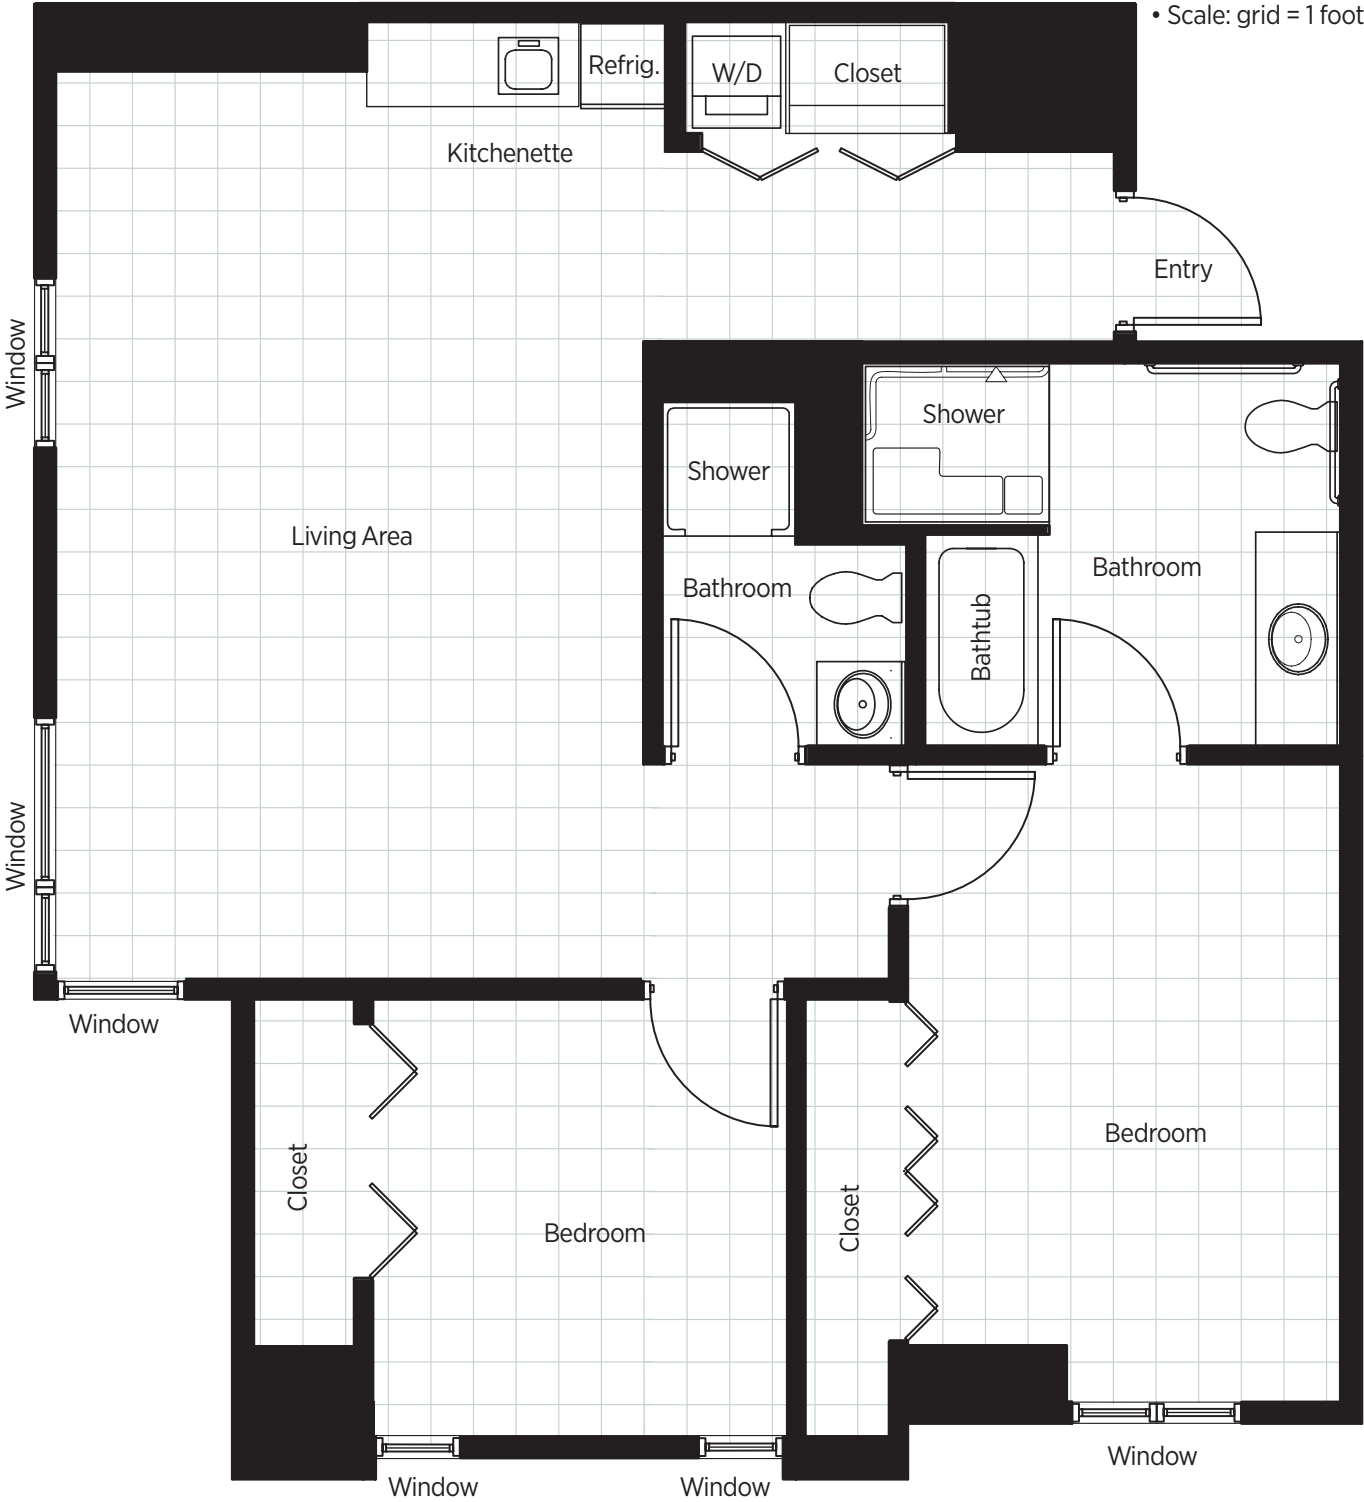 • Scale: grid = 1 foot
Refrig.
W/D
Closet
Kitchenette
Entry
Window
Shower
Shower
Living Area
Bathroom
Bathroom
Bathtub
Window
Window
Closet
Bedroom
Closet
Bedroom
Window
Window
Window